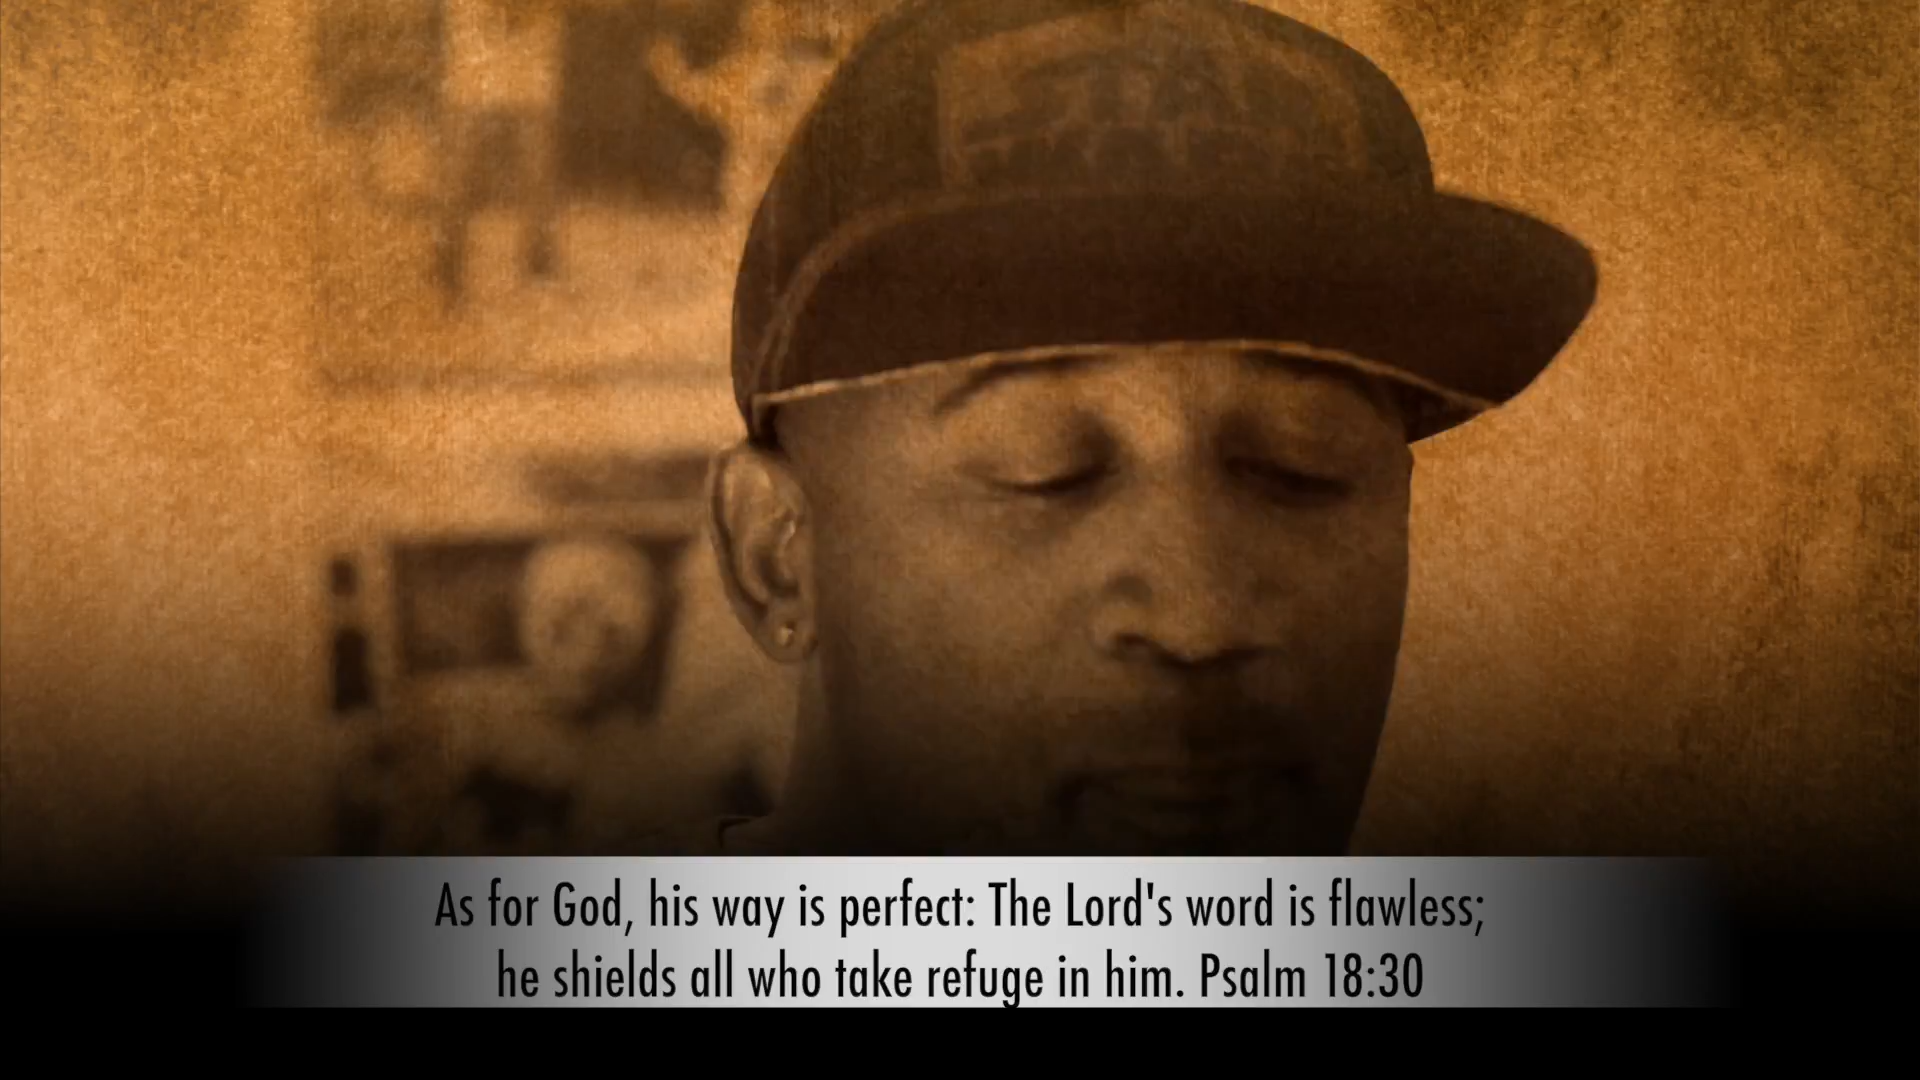 As for God, his way is perfect: The Lord's word is flawless;
he shields all who take refuge in him. Psalm 18:30